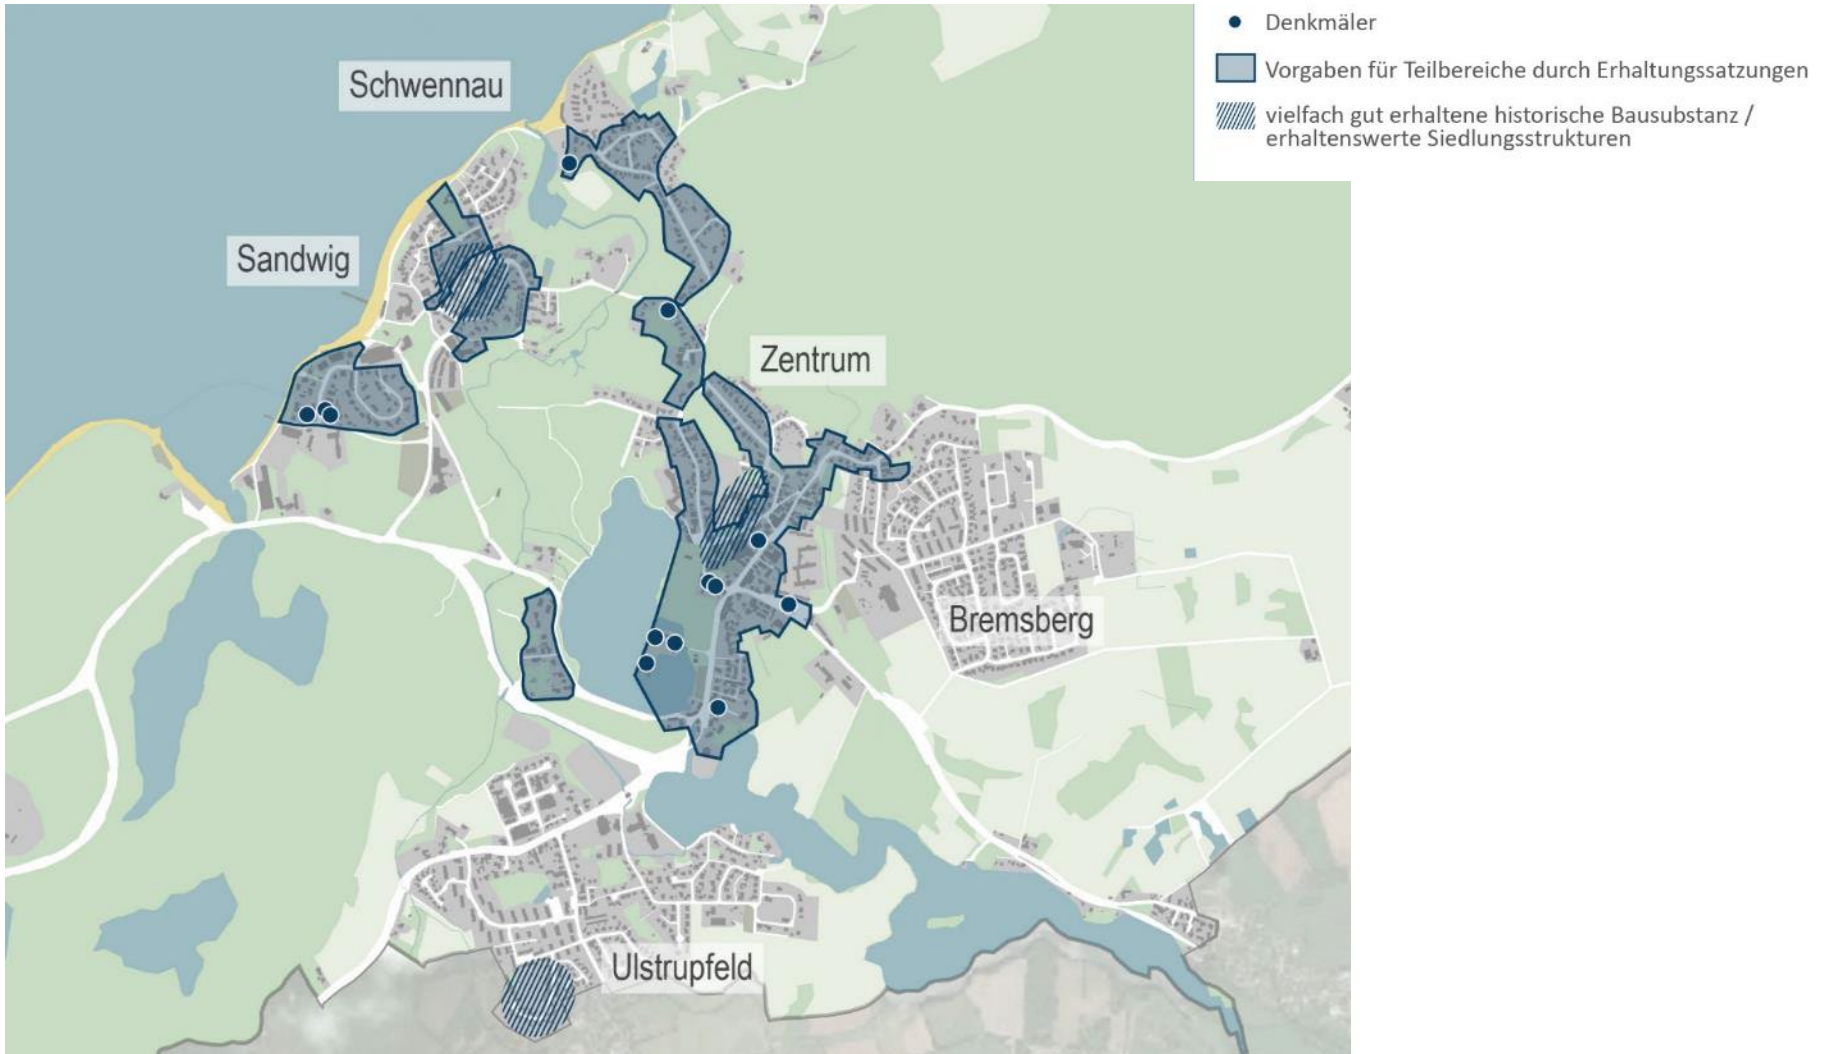 Denkmäler
Vorgaben für Teilbereiche durch Erhaltungssatzungen
vielfach gut erhaltene historische Bausubstanz /
erhaltenswerte Siedlungsstrukturen
Schwennau
Sandwig
Zentrum
Bremsberg
Ulstrupfeld